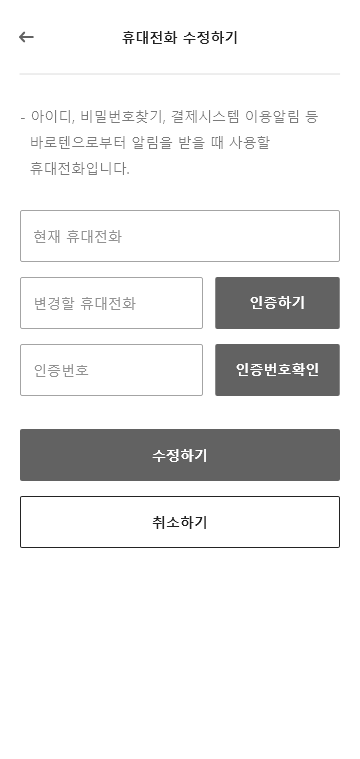 휴대전화 수정하기
- 아이디, 비밀번호찾기, 결제시스템 이용알림 등
바로텐으로부터 알림을 받을 때 사용할
휴대전화입니다.
현재 휴대전화
변경할 휴대전화
인증하기
인증번호
인증번호확인
수정하기
취소하기